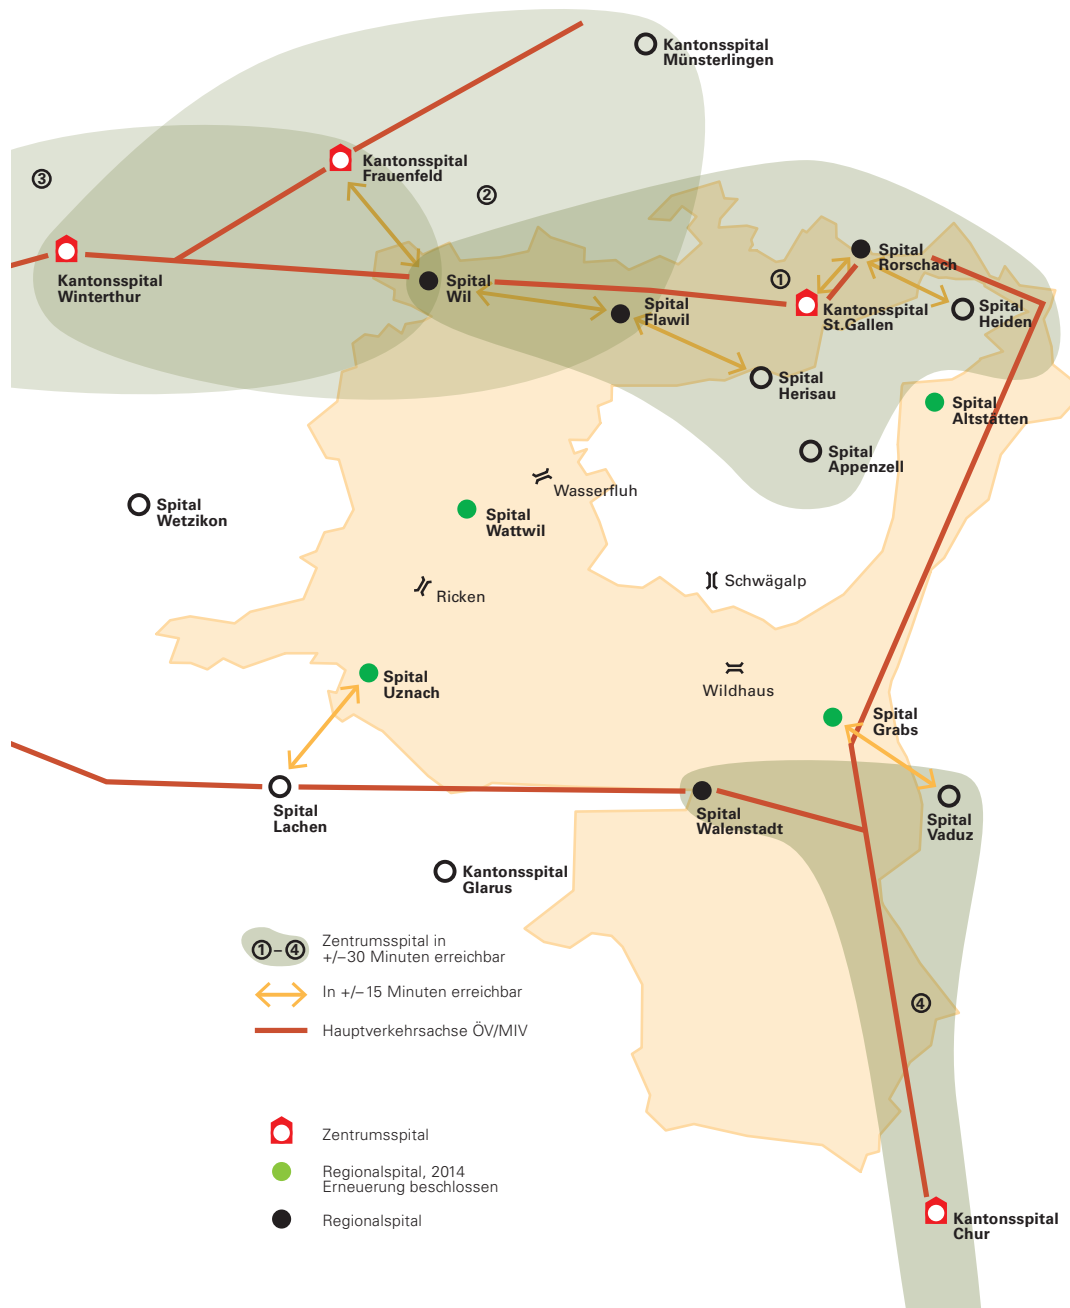 Kantonsspital
Münsterlingen
Kantonsspital
Frauenfeld
3
2
Kantonsspital
Winterthur
Spital
Wil
Spital
Flawil
1
Spital
Rorschach
Kantonsspital
St.Gallen
Spital
Heiden
Spital
Herisau
Spital
Altstätten
Spital
Appenzell
Spital
Wetzikon
Wasserfluh
Spital
Wattwil
Schwägalp
Ricken
Spital
Uznach
Wildhaus
Spital
Grabs
Spital
Lachen
Spital
Walenstadt
Spital
Vaduz
Kantonsspital
Glarus
1–4 Zentrumsspital in
+/–30 Minuten erreichbar
In +/–15 Minuten erreichbar
Hauptverkehrsachse ÖV/MIV
4
Zentrumsspital
Regionalspital, 2014
Erneuerung beschlossen
Regionalspital
Kantonsspital
Chur